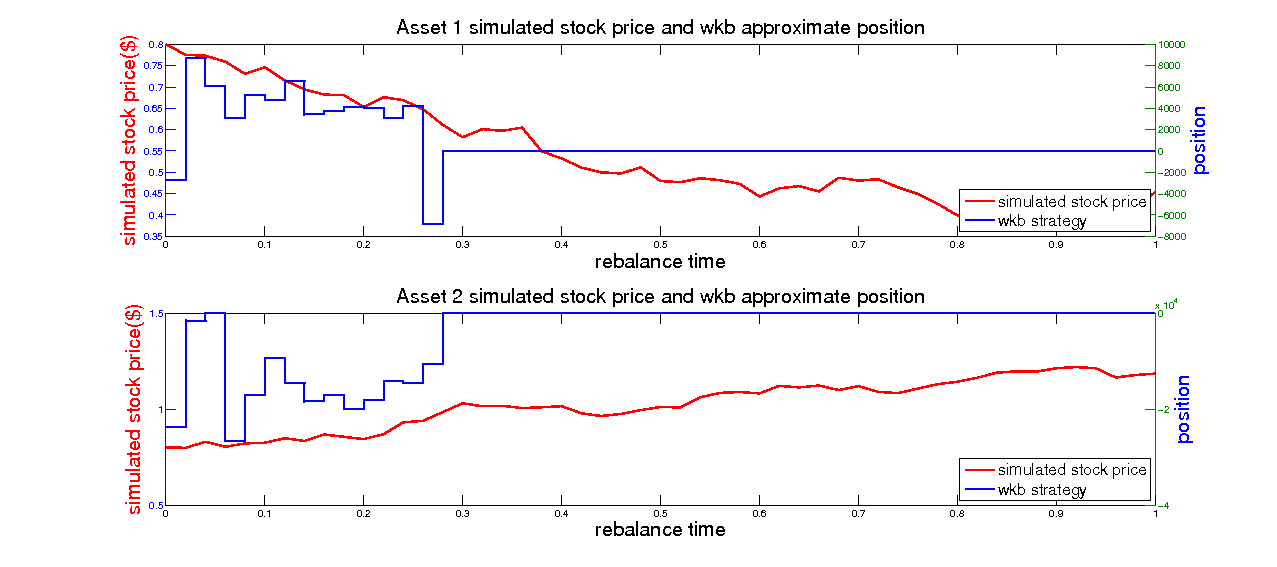 Asset 1 simulated stock price and wkb approximate position
simulated stock price($)
0.8
0.75
0.7
0.65
0.6
0.55
0.5
0.45
0.4
0.35
10000
8000
6000
4000
2000
0
-2000
-4000
-6000
-8000
position
simulated stock price
wkb strategy
0 0.1 0.2 0.3 0.4 0.5 0.6 0.7 0.8 0.9 1
rebalance time
Asset 2 simulated stock price and wkb approximate position
simulated stock price($)
1.5
1
0.5
x 10^4
0
-2
-4
position
simulated stock price
wkb strategy
0 0.1 0.2 0.3 0.4 0.5 0.6 0.7 0.8 0.9 1
rebalance time